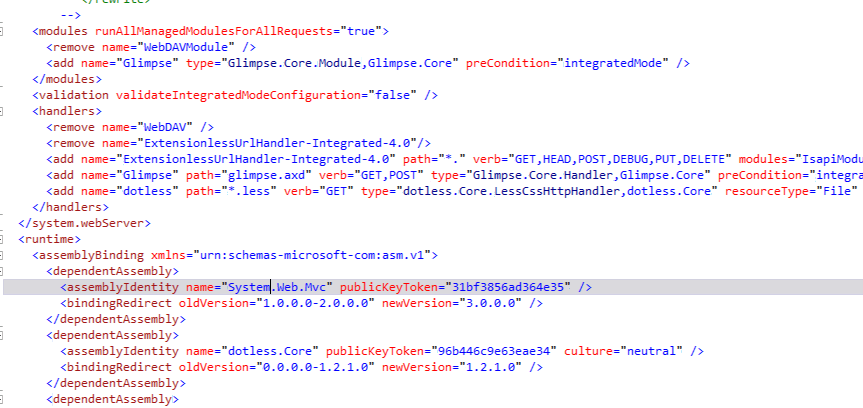 </rewrite>
-->
<modules runAllManagedModulesForAllRequests="true">
<remove name="WebDAVModule" />
<add name="Glimpse" type="Glimpse.Core.Module,Glimpse.Core" preCondition="integratedMode" />
</modules>
<validation validateIntegratedModeConfiguration="false" />
<handlers>
<remove name="WebDAV" />
<remove name="ExtensionlessUrlHandler-Integrated-4.0"/>
<add name="ExtensionlessUrlHandler-Integrated-4.0" path="*." verb="GET,HEAD,POST,DEBUG,PUT,DELETE" modules="IsapiModu
<add name="Glimpse" path="glimpse.axd" verb="GET,POST" type="Glimpse.Core.Handler,Glimpse.Core" preCondition="integra
<add name="dotless" path="*.less" verb="GET" type="dotless.Core.LessCssHttpHandler,dotless.Core" resourceType="File"
</handlers>
</system.webServer>
<runtime>
<assemblyBinding xmlns="urn:schemas-microsoft-com:asm.v1">
<dependentAssembly>
<assemblyIdentity name="System.Web.Mvc" publicKeyToken="31bf3856ad364e35" />
<bindingRedirect oldVersion="1.0.0.0-2.0.0.0" newVersion="3.0.0.0" />
</dependentAssembly>
<dependentAssembly>
<assemblyIdentity name="dotless.Core" publicKeyToken="96b446c9e63eae34" culture="neutral" />
<bindingRedirect oldVersion="0.0.0.0-1.2.1.0" newVersion="1.2.1.0" />
</dependentAssembly>
<dependentAssembly>